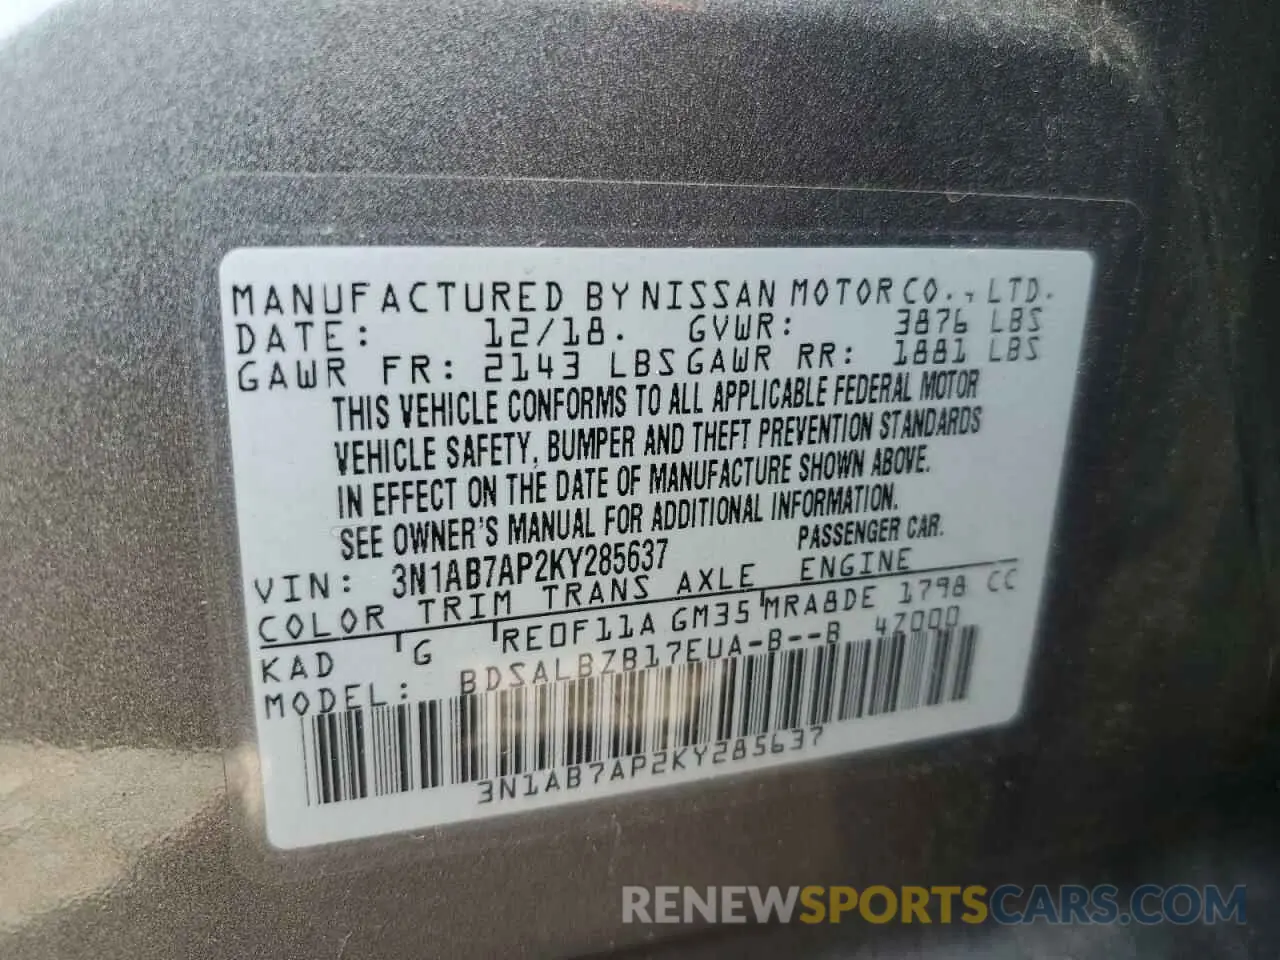 MANUFACTURED BY NISSAN MOTOR CO., LTD.
DATE: 12/18. GVWR: 3876 LBS
GAWR FR: 2143 LBS GAWR RR: 1881 LBS
THIS VEHICLE CONFORMS TO ALL APPLICABLE FEDERAL MOTOR
VEHICLE SAFETY, BUMPER AND THEFT PREVENTION STANDARDS
IN EFFECT ON THE DATE OF MANUFACTURE SHOWN ABOVE.
SEE OWNER'S MANUAL FOR ADDITIONAL INFORMATION.
VIN: 3N1AB7AP2KY285637 PASSENGER CAR.
COLOR TRIM TRANS AXLE ENGINE
KAD G RE0F11A GM35 MRA8DE 1798 CC
MODEL: BDSALBZB17EUA-B--B 47000
3N1AB7AP2KY285637
RENEWSPORTSCARS.COM